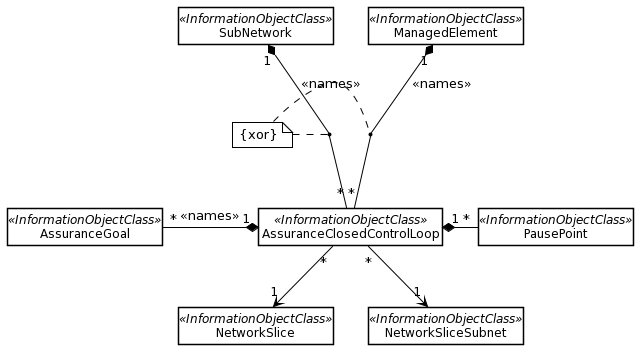 <<InformationObjectClass>>
SubNetwork
<<InformationObjectClass>>
ManagedElement
1
1
<<names>>
<<names>>
{xor}
* *
<<InformationObjectClass>>
AssuranceGoal
* <<names>> 1
<<InformationObjectClass>>
AssuranceClosedControlLoop
1 *
<<InformationObjectClass>>
PausePoint
*
*
1
1
<<InformationObjectClass>>
NetworkSlice
<<InformationObjectClass>>
NetworkSliceSubnet